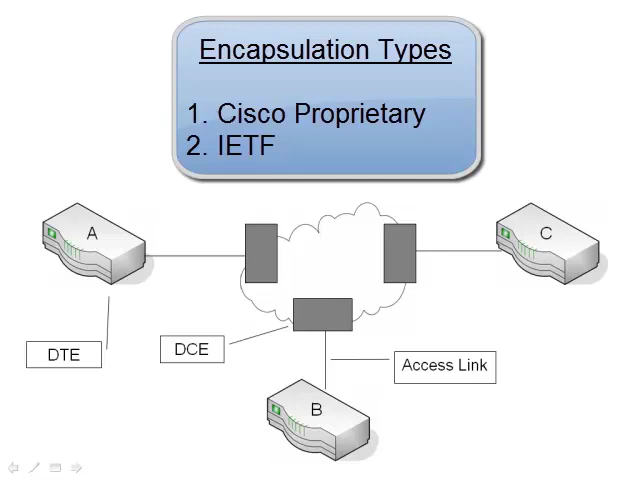 Encapsulation Types
1. Cisco Proprietary
2. IETF
A
C
DTE
DCE
Access Link
B